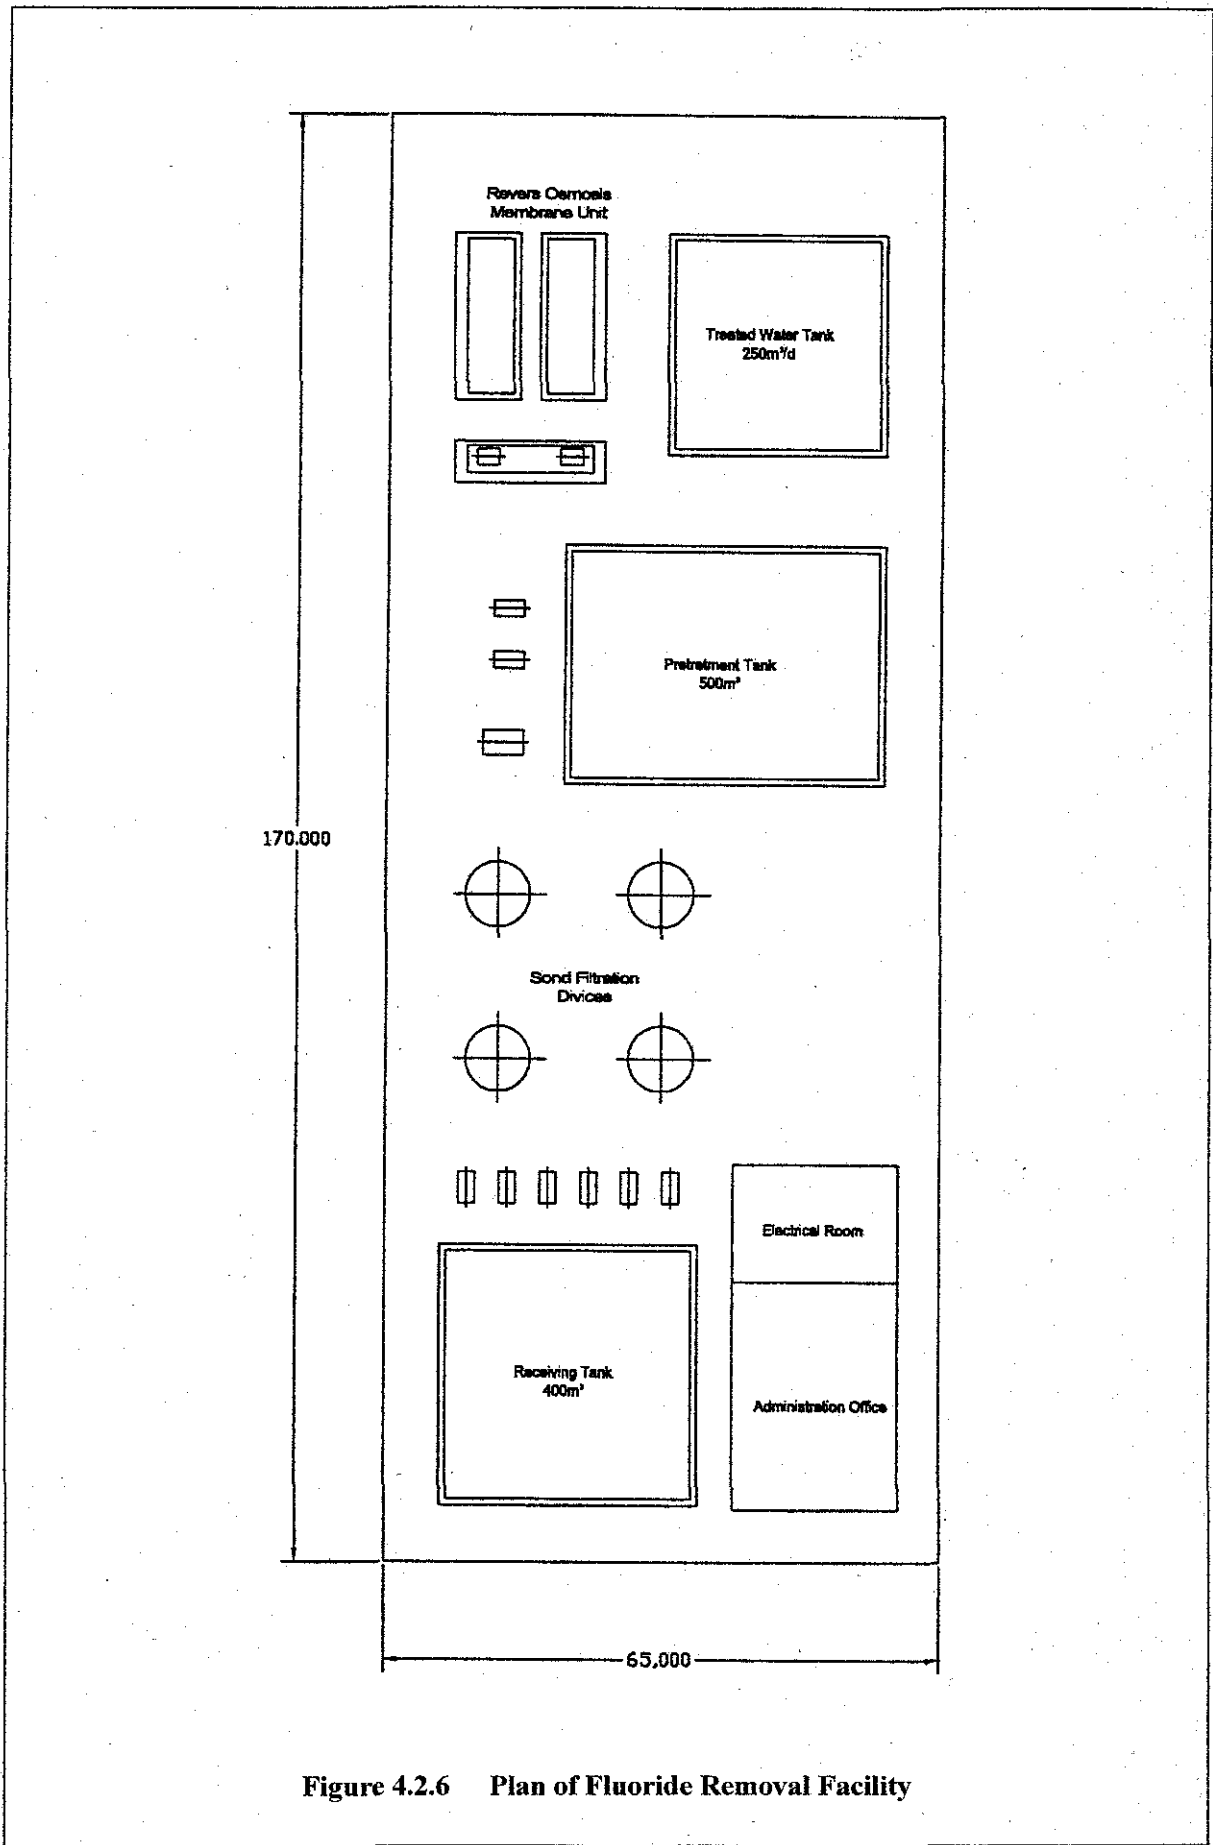 Revers Osmosis
Membrane Unit
Treated Water Tank
250m³/d
Pretretment Tank
500m³
170.000
Sond Filtration
Divices
Electrical Room
Receiving Tank
400m³
Administration Office
65,000
Figure 4.2.6 Plan of Fluoride Removal Facility